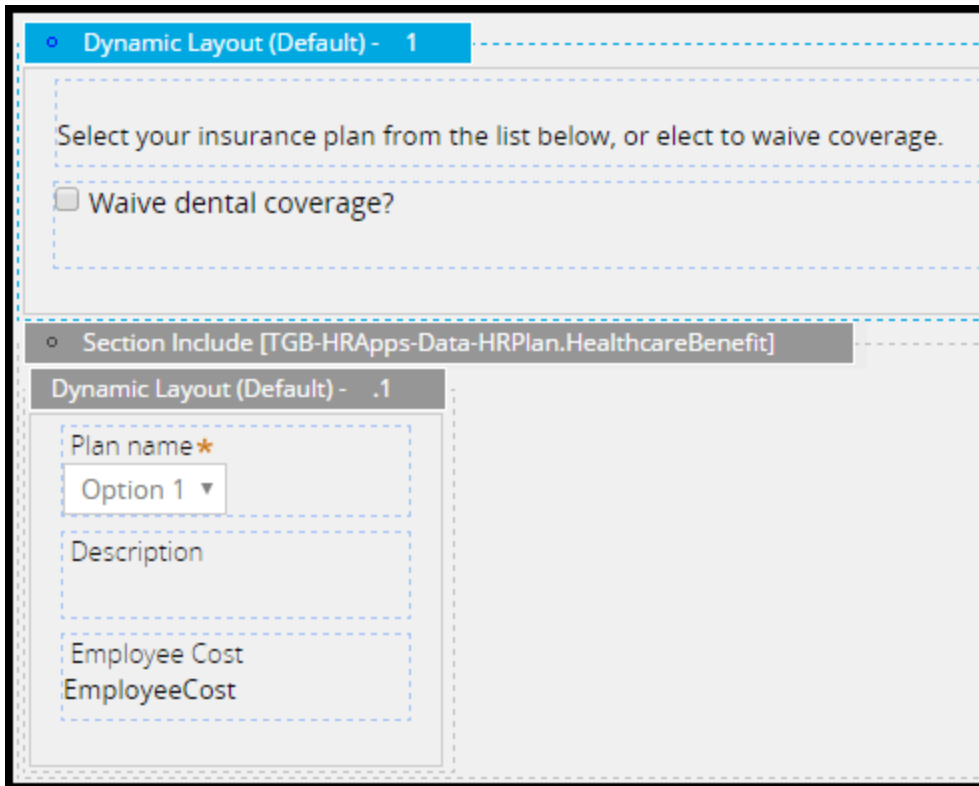 Dynamic Layout (Default) - 1
Select your insurance plan from the list below, or elect to waive coverage.
Waive dental coverage?
Section Include [TGB-HRApps-Data-HRPlan.HealthcareBenefit]
Dynamic Layout (Default) - .1
Plan name*
Option 1
Description
Employee Cost
EmployeeCost